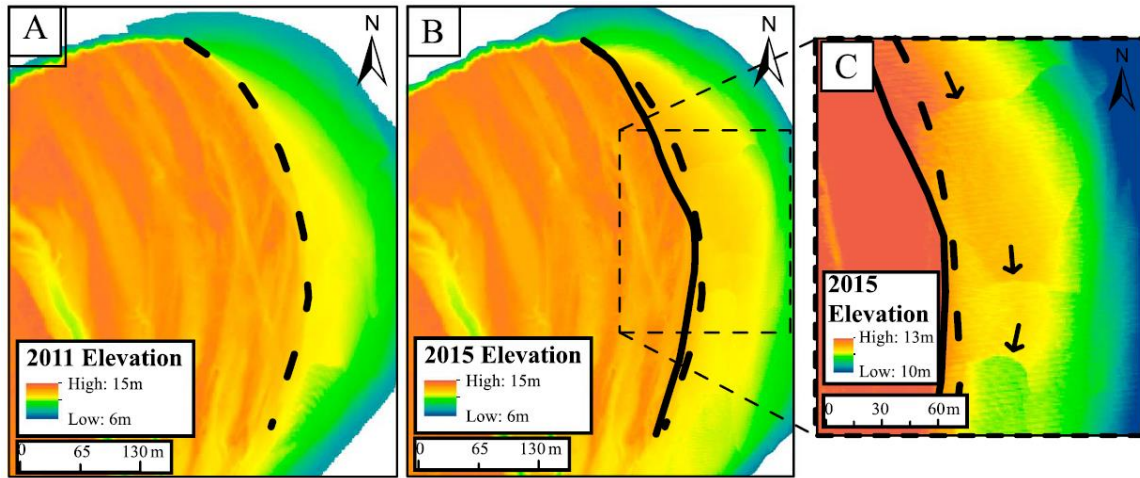 A
N
2011 Elevation
High: 15m
Low: 6m
0 65 130 m
B
N
2015 Elevation
High: 15m
Low: 6m
0 65 130 m
C
N
2015
Elevation
High: 13m
Low: 10m
0 30 60m